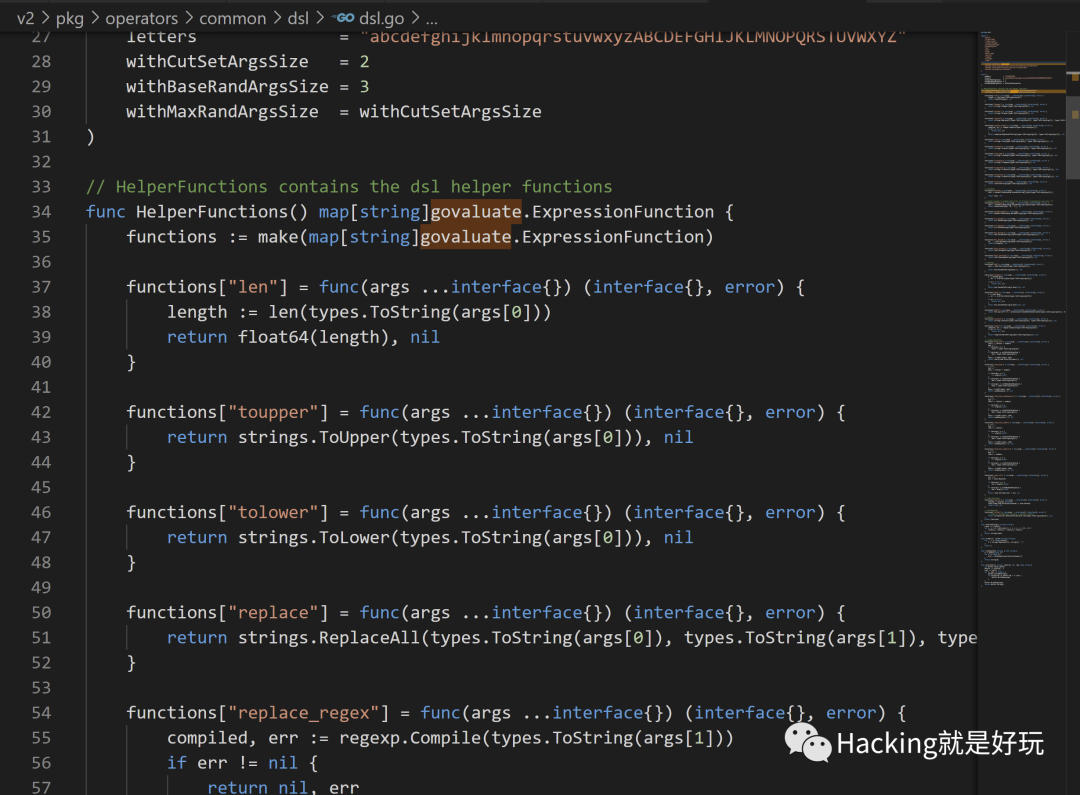 v2 > pkg > operators > common > dsl > GO dsl.go > ...
27 letters = "abcdefghijklmnopqrstuvwxyzABCDEFGHIJKLMNOPQRSTUVWXYZ"
28 withCutSetArgsSize = 2
29 withBaseRandArgsSize = 3
30 withMaxRandArgsSize = withCutSetArgsSize
31 )
32
33 // HelperFunctions contains the dsl helper functions
34 func HelperFunctions() map[string]govaluate.ExpressionFunction {
35 functions := make(map[string]govaluate.ExpressionFunction)
36
37 functions["len"] = func(args ...interface{}) (interface{}, error) {
38 length := len(types.ToString(args[0]))
39 return float64(length), nil
40 }
41
42 functions["toupper"] = func(args ...interface{}) (interface{}, error) {
43 return strings.ToUpper(types.ToString(args[0])), nil
44 }
45
46 functions["tolower"] = func(args ...interface{}) (interface{}, error) {
47 return strings.ToLower(types.ToString(args[0])), nil
48 }
49
50 functions["replace"] = func(args ...interface{}) (interface{}, error) {
51 return strings.ReplaceAll(types.ToString(args[0]), types.ToString(args[1]), type
52 }
53
54 functions["replace_regex"] = func(args ...interface{}) (interface{}, error) {
55 compiled, err := regexp.Compile(types.ToString(args[1]))
56 if err != nil {
57 return nil, err
Hacking就是好玩